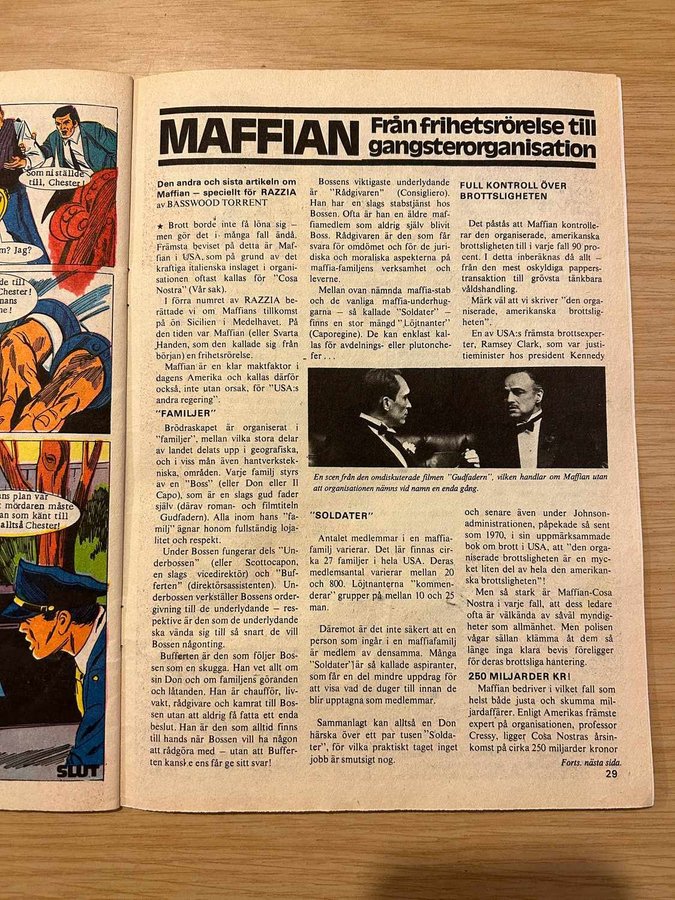 Som ni ställde
till, Chester!
m? Jag?
de till
Chester!
mans
ne!
ns plan var
mördaren måste
an som känt till
alltså Chester!
SLUT
MAFFIAN
Från frihetsrörelse till
gangsterorganisation
Den andra och sista artikeln om
Maffian — speciellt för RAZZIA
av BASSWOOD TORRENT
★ Brott borde inte få löna sig –
men gör det i många fall ändå.
Främsta beviset på detta är Maf-
fian i USA, som på grund av det
kraftiga italienska inslaget i organi-
sationen oftast kallas för "Cosa
Nostra" (Vår sak).
I förra numret av RAZZIA be-
rättade vi om Maffians tillkomst
på ön Sicilien i Medelhavet. På
den tiden var Maffian (eller Svarta
Handen, som den kallade sig från
början) en frihetsrörelse.
Maffian är en klar maktfaktor i
dagens Amerika och kallas därför
också, inte utan orsak, för "USA:s
andra regering".
"FAMILJER"
Brödraskapet är organiserat i
"familjer", mellan vilka stora delar
av landet delats upp i geografiska,
och i viss mån även hantverkstek-
niska, områden. Varje familj styrs
av en "Boss" (eller Don eller Il
Capo), som är en slags gud fader
själv (därav roman- och filmtiteln
Gudfadern). Alla inom hans "fa-
milj" ägnar honom fullständig loja-
litet och respekt.
Under Bossen fungerar dels "Un-
derbossen" (eller Scottocapon,
en slags vicedirektör) och "Buf-
ferten" (direktörsassistenten). Un-
derbossen verkställer Bossens order-
givning till de underlydande – res-
pektive är den som de underlydande
ska vända sig till så snart de vill
Bossen någonting.
Bufferten är den som följer Bos-
sen som en skugga. Han vet allt om
sin Don och om familjens göranden
och låtanden. Han är chaufför, liv-
vakt, rådgivare och kamrat till Bos-
sen utan att aldrig få fatta ett enda
beslut. Han är den som alltid finns
till hands när Bossen vill ha någon
att rådgöra med – utan att Buffer-
ten kanske ens får ge sitt svar!
Bossens viktigaste underlydande
är "Rådgivaren" (Consigliero).
Han har en slags stabstjänst hos
Bossen. Ofta är han en äldre maf-
fiamedlem som aldrig själv blivit
Boss. Rådgivaren är den som får
svara för omdömet och för de juri-
diska och moraliska aspekterna på
maffia-familjens verksamhet och
leverne.
Mellan ovan nämnda maffia-stab
och de vanliga maffia-underhug-
garna – så kallade "Soldater" –
finns en stor mängd "Löjtnanter"
(Caporegine). De kan enklast kal-
las för avdelnings- eller plutonche-
fer . . .
FULL KONTROLL ÖVER
BROTTSLIGHETEN
Det påstås att Maffian kontrolle-
rar den organiserade, amerikanska
brottsligheten till i varje fall 90 pro-
cent. I detta inberäknas då allt –
från den mest oskyldiga pappers-
transaktion till grövsta tänkbara
våldshandling.
Märk väl att vi skriver "den orga-
niserade, amerikanska brottslig-
heten".
En av USA:s främsta brottsexper-
ter, Ramsey Clark, som var justi-
tieminister hos president Kennedy
En scen från den omdiskuterade filmen "Gudfadern", vilken handlar om Maffian utan
att organisationen nämns vid namn en enda gång.
"SOLDATER"
Antalet medlemmar i en maffia-
familj varierar. Det lär finnas cir-
ka 27 familjer i hela USA. Deras
medlemsantal varierar mellan 20
och 800. Löjtnanterna "kommen-
derar" grupper på mellan 10 och 25
man.
Däremot är det inte säkert att en
person som ingår i en maffiafamilj
är medlem av densamma. Många
"Soldater" är så kallade aspiranter,
som får en del mindre uppdrag för
att visa vad de duger till innan de
blir upptagna som medlemmar.
Sammanlagt kan alltså en Don
härska över ett par tusen "Solda-
ter", för vilka praktiskt taget inget
jobb är smutsigt nog.
och senare även under Johnson-
administrationen, påpekade så sent
som 1970, i sin uppmärksammade
bok om brott i USA, att "den or-
ganiserade brottsligheten är en myc-
ket liten del av hela den amerikan-
ska brottsligheten"!
Men så stark är Maffian-Cosa
Nostra i varje fall, att dess ledare
ofta är välkända av såväl myndig-
heter som allmänhet. Men polisen
vågar sällan klämma åt dem så
länge inga klara bevis föreligger
för deras brottsliga hantering.
250 MILJARDER KR!
Maffian bedriver i vilket fall som
helst både justa och skumma mil-
jardaffärer. Enligt Amerikas främste
expert på organisationen, professor
Cressy, ligger Cosa Nostras årsin-
komst på cirka 250 miljarder kronor
Forts. nästa sida.
29